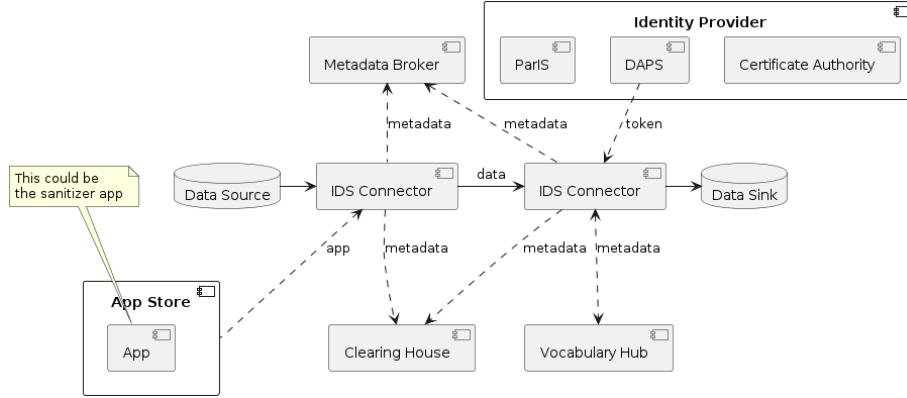 Identity Provider
Metadata Broker
ParIS
DAPS
Certificate Authority
metadata
metadata
token
This could be
the sanitizer app
Data Source
IDS Connector
data
IDS Connector
Data Sink
app
metadata
metadata
metadata
App Store
App
Clearing House
Vocabulary Hub